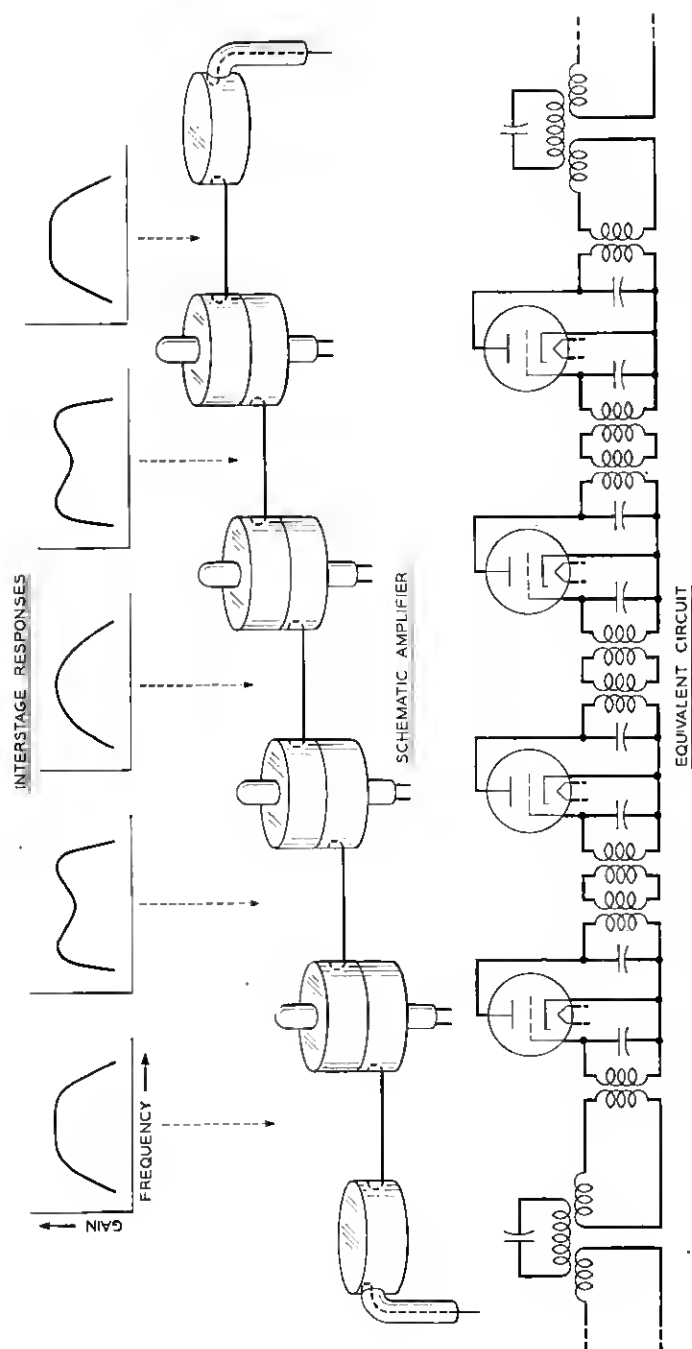 INTERSTAGE RESPONSES
GAIN
FREQUENCY
SCHEMATIC AMPLIFIER
EQUIVALENT CIRCUIT